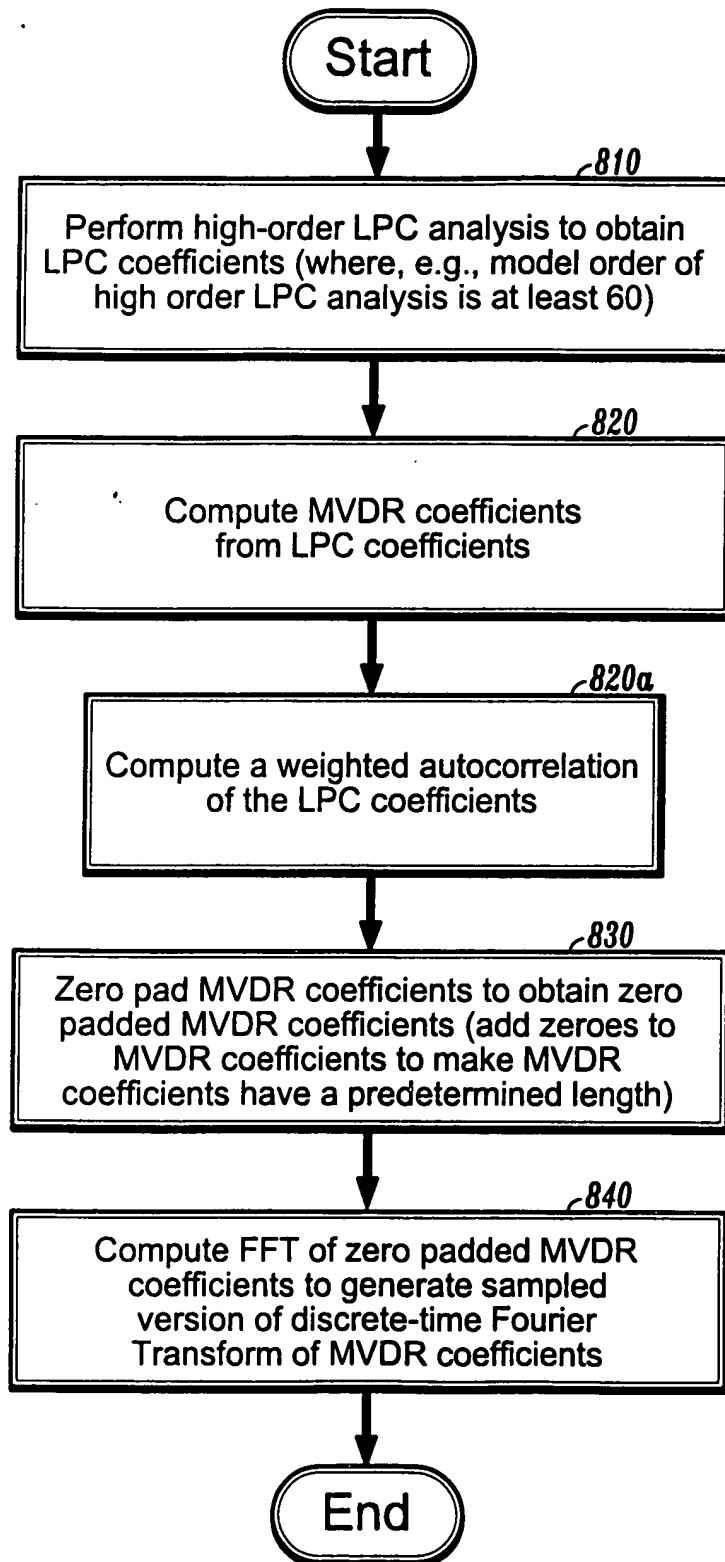 Start
810
Perform high-order LPC analysis to obtain
LPC coefficients (where, e.g., model order of
high order LPC analysis is at least 60)
820
Compute MVDR coefficients
from LPC coefficients
820a
Compute a weighted autocorrelation
of the LPC coefficients
830
Zero pad MVDR coefficients to obtain zero
padded MVDR coefficients (add zeroes to
MVDR coefficients to make MVDR
coefficients have a predetermined length)
840
Compute FFT of zero padded MVDR
coefficients to generate sampled
version of discrete-time Fourier
Transform of MVDR coefficients
End